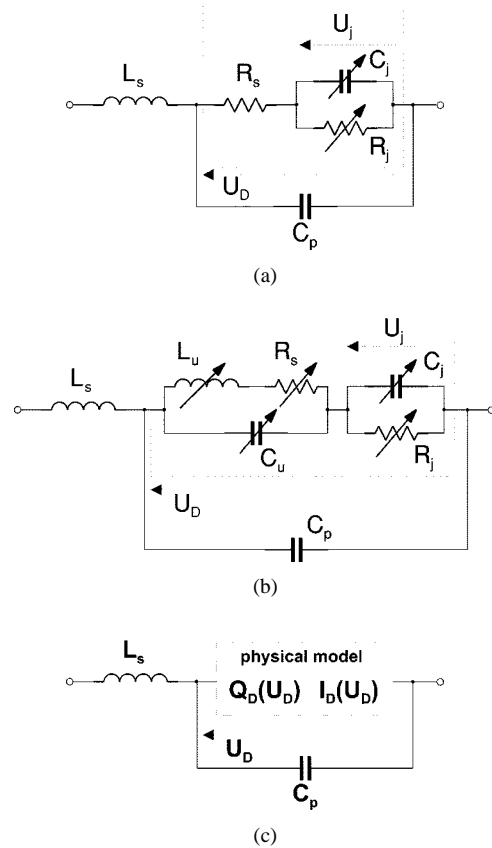 U_j
L_s R_s C_j
R_j
U_D
C_p
(a)
U_j
L_u R_s C_j
L_s
C_u R_j
U_D
C_p
(b)
L_s physical model
Q_D(U_D) I_D(U_D)
U_D
C_p
(c)